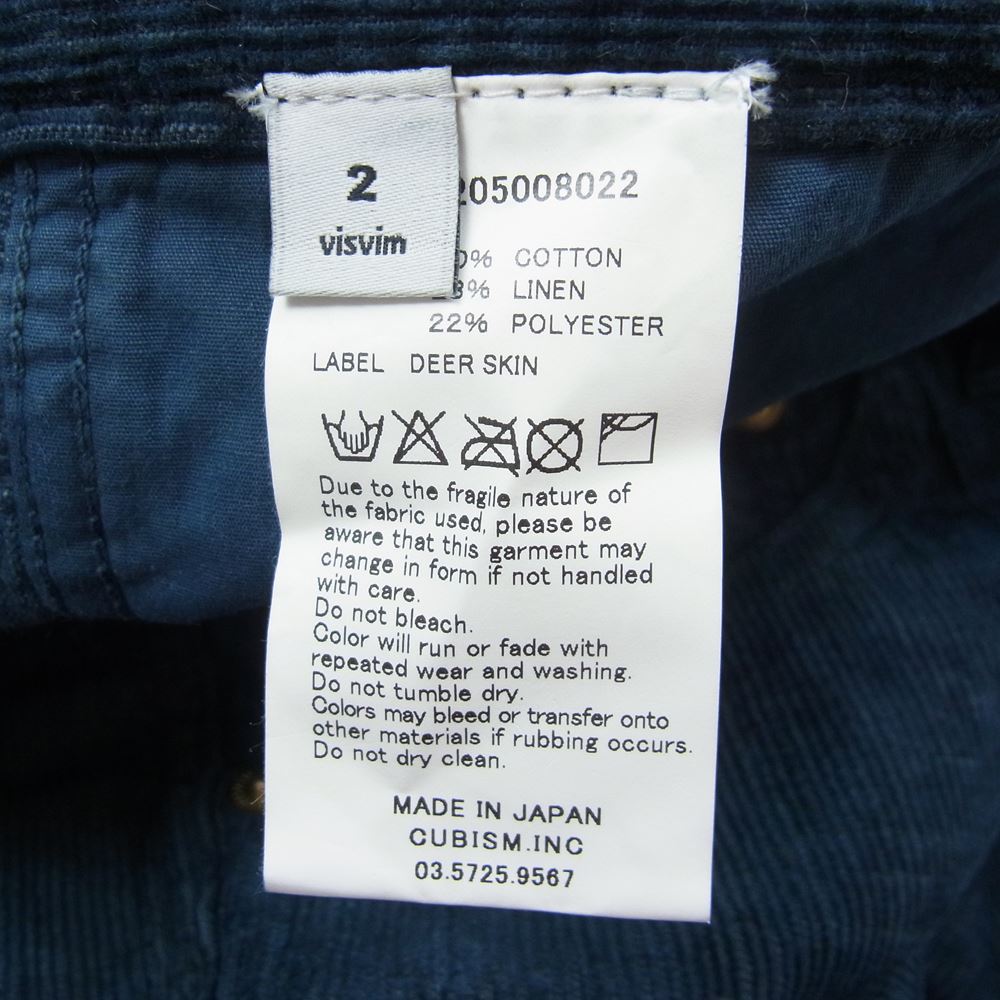 2
visvim
205008022
% COTTON
% LINEN
22% POLYESTER
LABEL DEER SKIN
Due to the fragile nature of
the fabric used, please be
aware that this garment may
change in form if not handled
with care.
Do not bleach.
Color will run or fade with
repeated wear and washing.
Do not tumble dry.
Colors may bleed or transfer onto
other materials if rubbing occurs.
Do not dry clean.
MADE IN JAPAN
CUBISM.INC
03.5725.9567